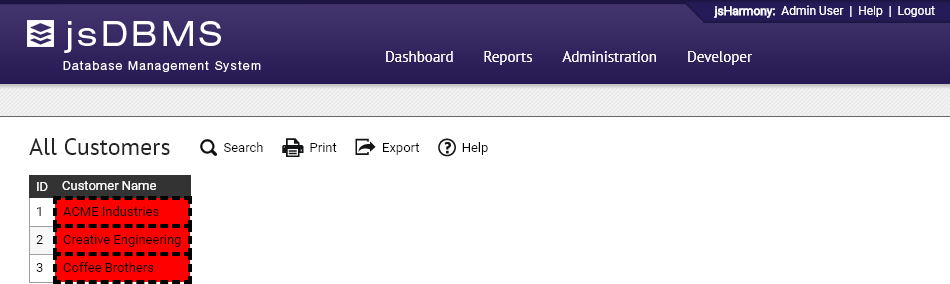 jsHarmony: Admin User | Help | Logout
jsDBMS
Database Management System
Dashboard Reports Administration Developer
All Customers Search Print Export Help
ID Customer Name
1 ACME Industries
2 Creative Engineering
3 Coffee Brothers